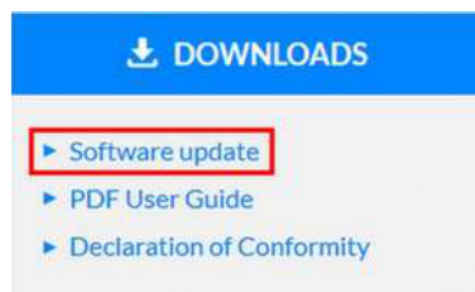 DOWNLOADS
Software update
PDF User Guide
Declaration of Conformity